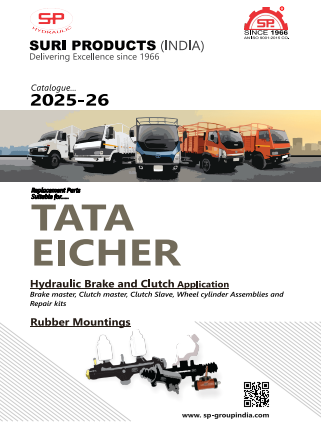 SP
HYDRAULIC
SP
SINCE 1966
AN ISO 9001:2015 CO.
SURI PRODUCTS (INDIA)
Delivering Excellence since 1966
Catalogue...
2025-26
Replacement Parts
Suitable for.....
TATA
EICHER
Hydraulic Brake and Clutch Application
Brake master, Clutch master, Clutch Slave, Wheel cylinder Assemblies and
Repair kits
Rubber Mountings
www. sp-groupindia.com